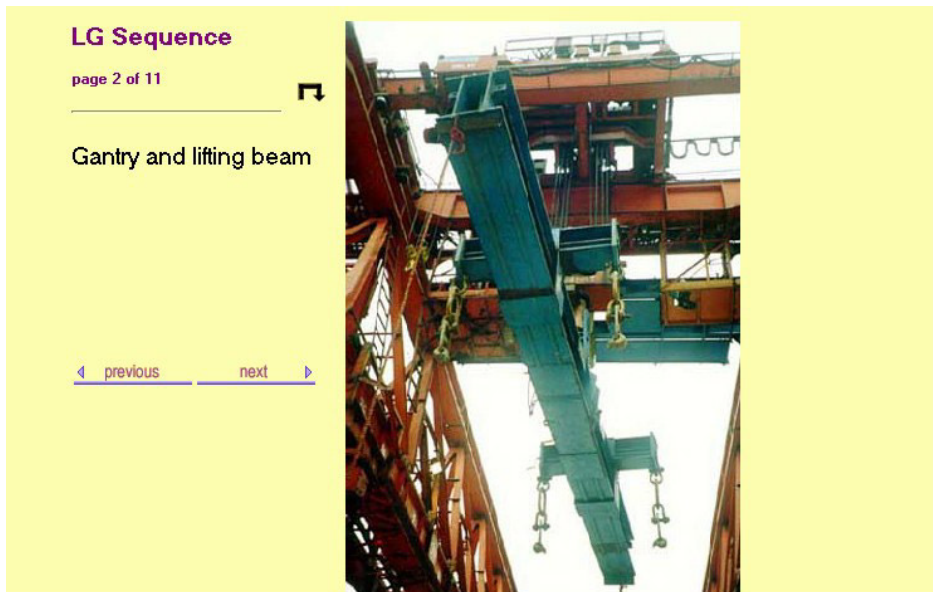 LG Sequence
page 2 of 11
Gantry and lifting beam
previous
next